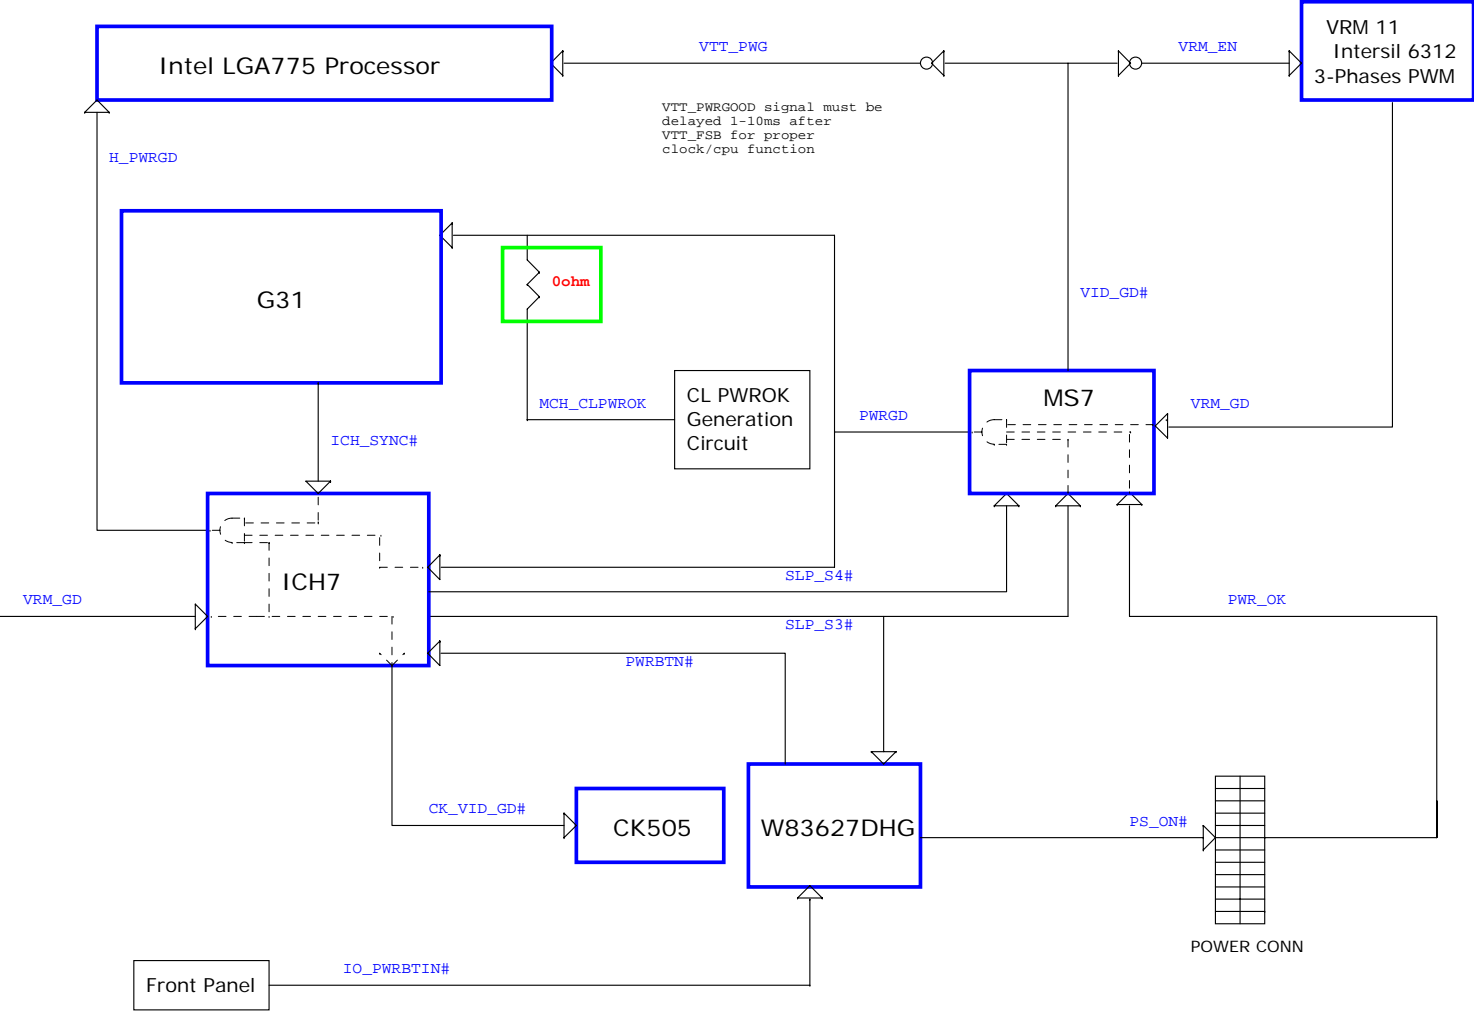 VRM 11
Intersil 6312
3-Phases PWM
VTT_PWG
VRM_EN
Intel LGA775 Processor
VTT_PWRGOOD signal must be
delayed 1-10ms after
VTT_FSB for proper
clock/cpu function
H_PWRGD
G31
0ohm
VID_GD#
MS7
CL PWROK
Generation
Circuit
MCH_CLPWROK
PWRGD
VRM_GD
ICH_SYNC#
ICH7
SLP_S4#
VRM_GD
PWR_OK
SLP_S3#
PWRBTN#
CK_VID_GD#
CK505
W83627DHG
PS_ON#
POWER CONN
IO_PWRBTIN#
Front Panel